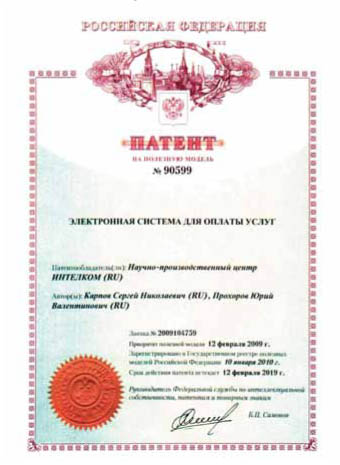 РОССИЙСКАЯ ФЕДЕРАЦИЯ
ПАТЕНТ
НА ПОЛЕЗНУЮ МОДЕЛЬ
№ 90599
ЭЛЕКТРОННАЯ СИСТЕМА ДЛЯ ОПЛАТЫ УСЛУГ
Патентообладатель(ли): Научно-производственный центр
ИНТЕЛКОМ (RU)
Автор(ы): Карпов Сергей Николаевич (RU), Прохоров Юрий
Валентинович (RU)
Заявка № 2009104759
Приоритет полезной модели 12 февраля 2009 г.
Зарегистрировано в Государственном реестре полезных
моделей Российской Федерации 10 января 2010 г.
Срок действия патента истекает 12 февраля 2019 г.
Руководитель Федеральной службы по интеллектуальной
собственности, патентам и товарным знакам
Б.П. Симонов